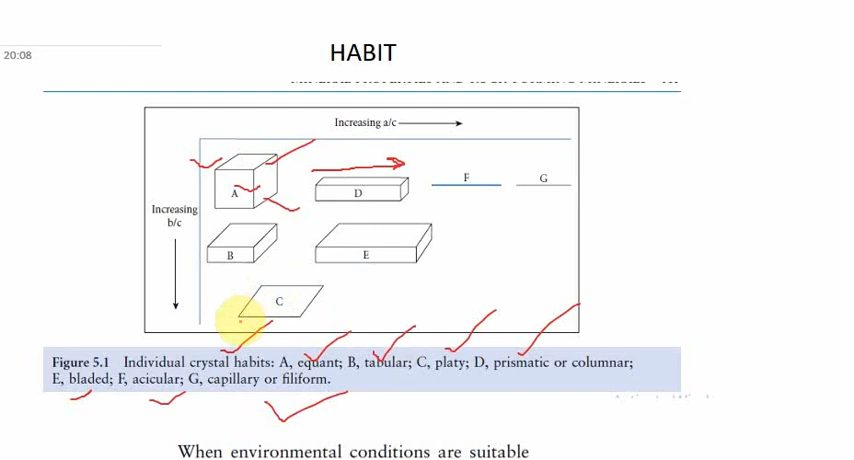 20:08
HABIT
Increasing a/c
A
D
F
G
Increasing
b/c
B
E
C
Figure 5.1 Individual crystal habits: A, equant; B, tabular; C, platy; D, prismatic or columnar;
E, bladed; F, acicular; G, capillary or filiform.
When environmental conditions are suitable